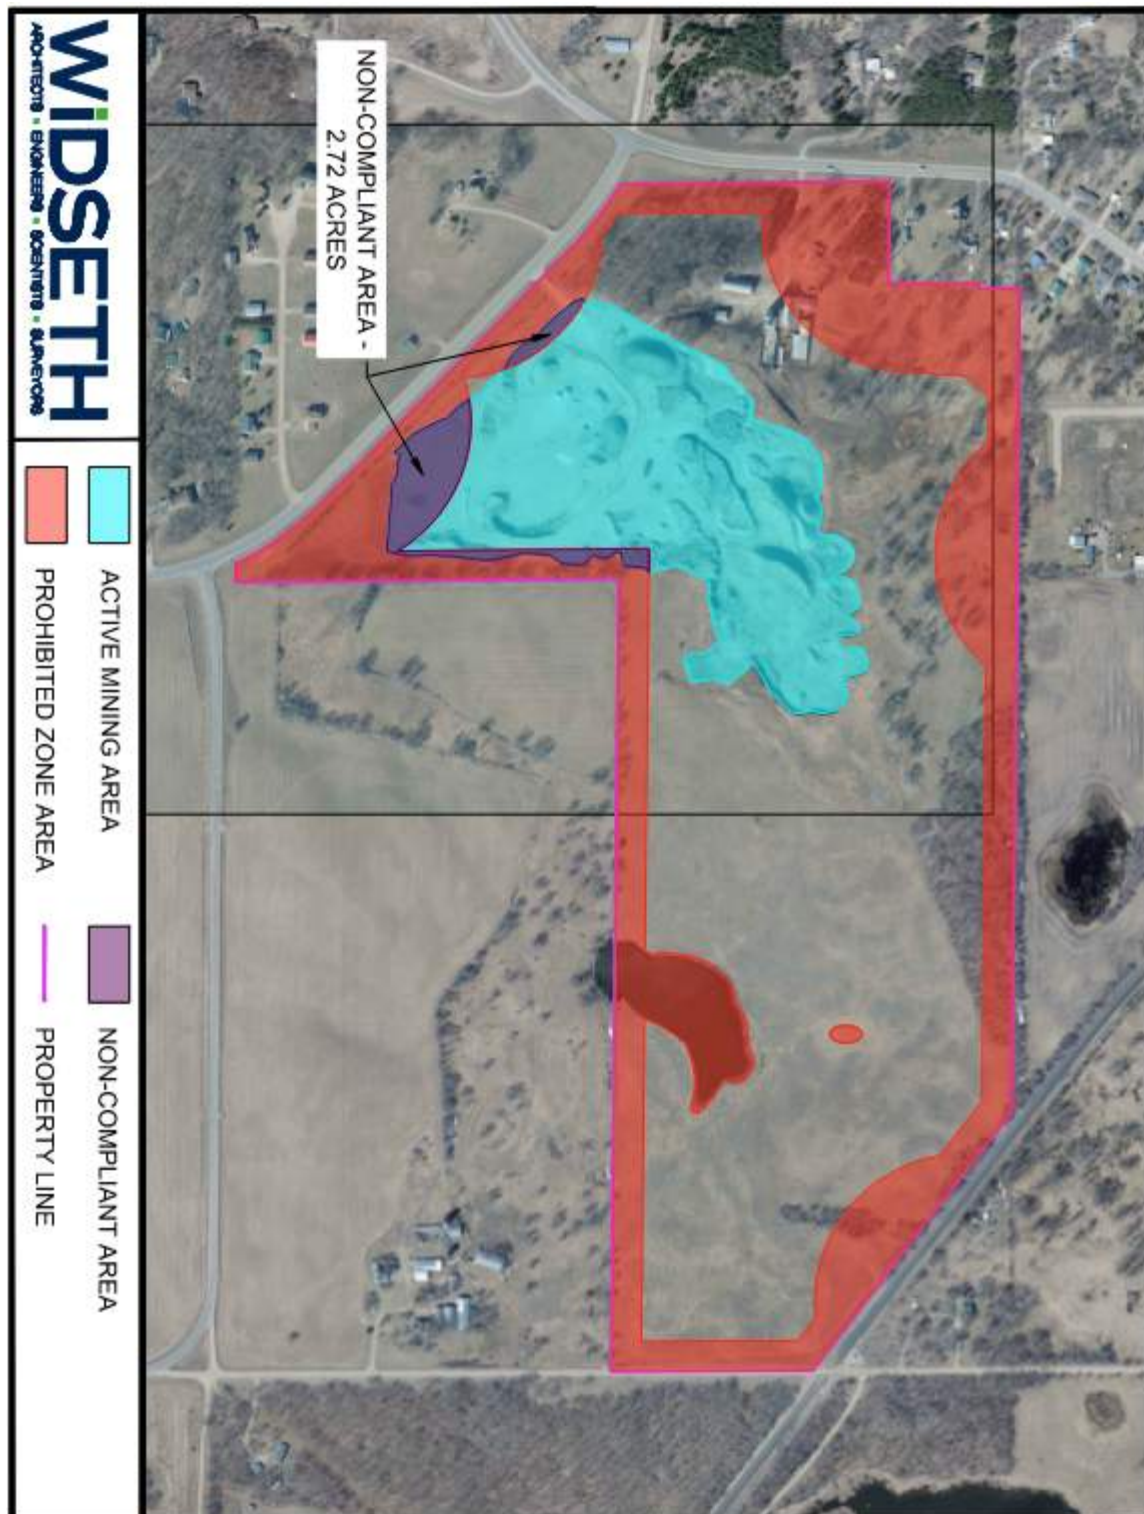 NON-COMPLIANT AREA -
2.72 ACRES
WiDSETH
ARCHITECTS ▪ ENGINEERS ▪ SCIENTISTS ▪ SURVEYORS
ACTIVE MINING AREA
PROHIBITED ZONE AREA
NON-COMPLIANT AREA
PROPERTY LINE